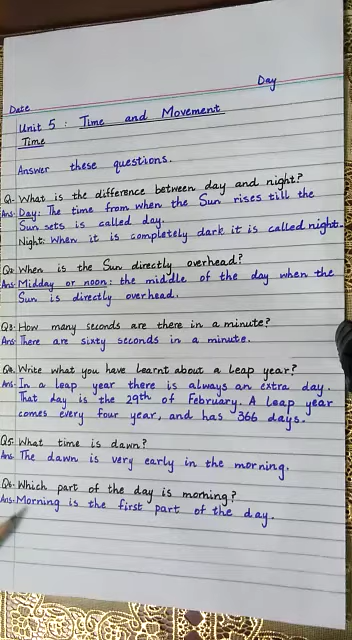 Day
Date
Unit 5 : Time and Movement
Time
Answer these questions.
Q1. What is the difference between day and night?
Ans: Day: The time from when the Sun rises till the
Sun sets is called day.
Night: When it is completely dark it is called night.
Q2. When is the Sun directly overhead?
Ans: Midday or noon: the middle of the day when the
Sun is directly overhead.
Q3. How many seconds are there in a minute?
Ans: There are sixty seconds in a minute.
Q4. Write what you have learnt about a leap year?
Ans: In a leap year there is always an extra day.
That day is the 29th of February. A leap year
comes every four year, and has 366 days.
Q5. What time is dawn?
Ans. The dawn is very early in the morning.
Q6. Which part of the day is morning?
Ans: Morning is the first part of the day.